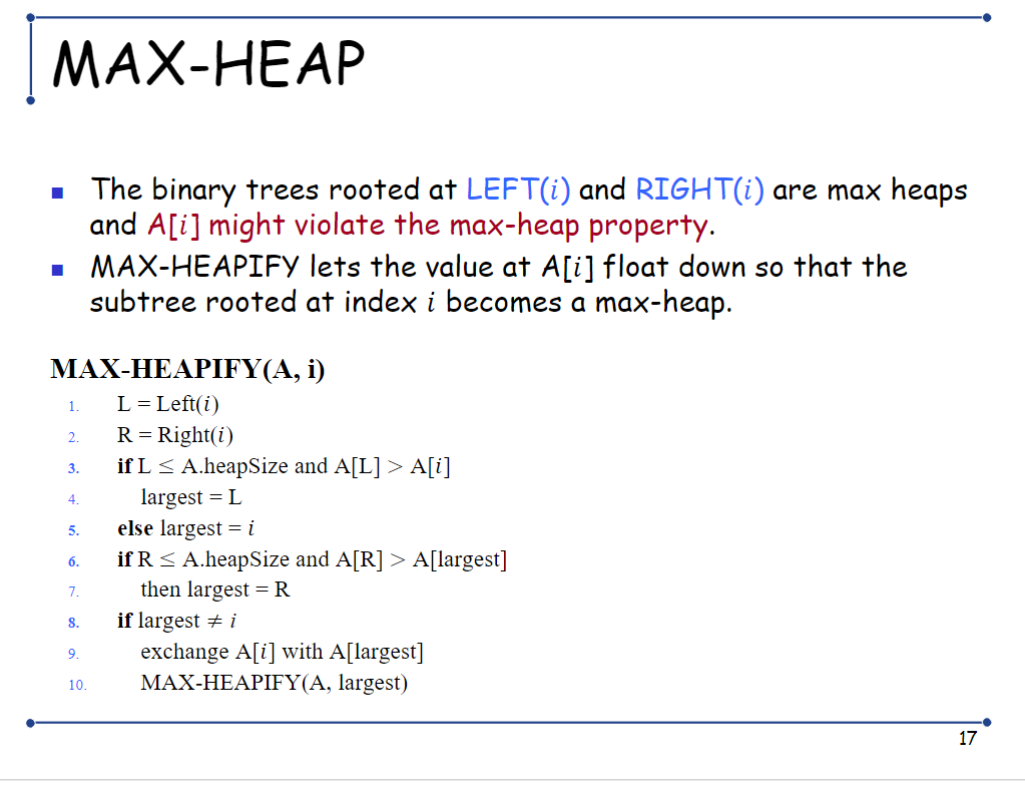 MAX-HEAP
▪ The binary trees rooted at LEFT(i) and RIGHT(i) are max heaps
and A[i] might violate the max-heap property.
▪ MAX-HEAPIFY lets the value at A[i] float down so that the
subtree rooted at index i becomes a max-heap.
MAX-HEAPIFY(A, i)
1. L = Left(i)
2. R = Right(i)
3. if L ≤ A.heapSize and A[L] > A[i]
4. largest = L
5. else largest = i
6. if R ≤ A.heapSize and A[R] > A[largest]
7. then largest = R
8. if largest ≠ i
9. exchange A[i] with A[largest]
10. MAX-HEAPIFY(A, largest)
17